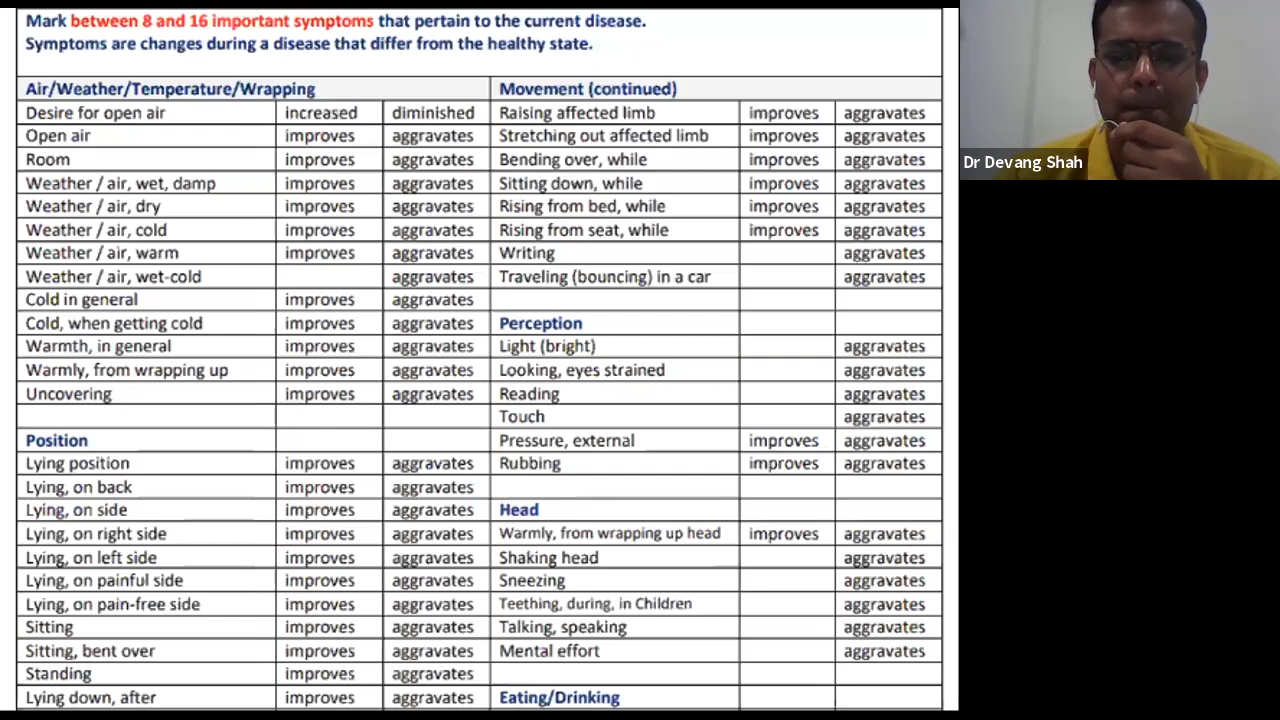 Mark between 8 and 16 important symptoms that pertain to the current disease.
Symptoms are changes during a disease that differ from the healthy state.
Air/Weather/Temperature/Wrapping Movement (continued)
Desire for open air increased diminished Raising affected limb improves aggravates
Open air improves aggravates Stretching out affected limb improves aggravates
Room improves aggravates Bending over, while improves aggravates
Weather / air, wet, damp improves aggravates Sitting down, while improves aggravates
Weather / air, dry improves aggravates Rising from bed, while improves aggravates
Weather / air, cold improves aggravates Rising from seat, while improves aggravates
Weather / air, warm improves aggravates Writing aggravates
Weather / air, wet-cold aggravates Traveling (bouncing) in a car aggravates
Cold in general improves aggravates
Cold, when getting cold improves aggravates Perception
Warmth, in general improves aggravates Light (bright) aggravates
Warmly, from wrapping up improves aggravates Looking, eyes strained aggravates
Uncovering improves aggravates Reading aggravates
Touch aggravates
Position Pressure, external improves aggravates
Lying position improves aggravates Rubbing improves aggravates
Lying, on back improves aggravates
Lying, on side improves aggravates Head
Lying, on right side improves aggravates Warmly, from wrapping up head improves aggravates
Lying, on left side improves aggravates Shaking head aggravates
Lying, on painful side improves aggravates Sneezing aggravates
Lying, on pain-free side improves aggravates Teething, during, in Children aggravates
Sitting improves aggravates Talking, speaking aggravates
Sitting, bent over improves aggravates Mental effort aggravates
Standing improves aggravates
Lying down, after improves aggravates Eating/Drinking
Dr Devang Shah